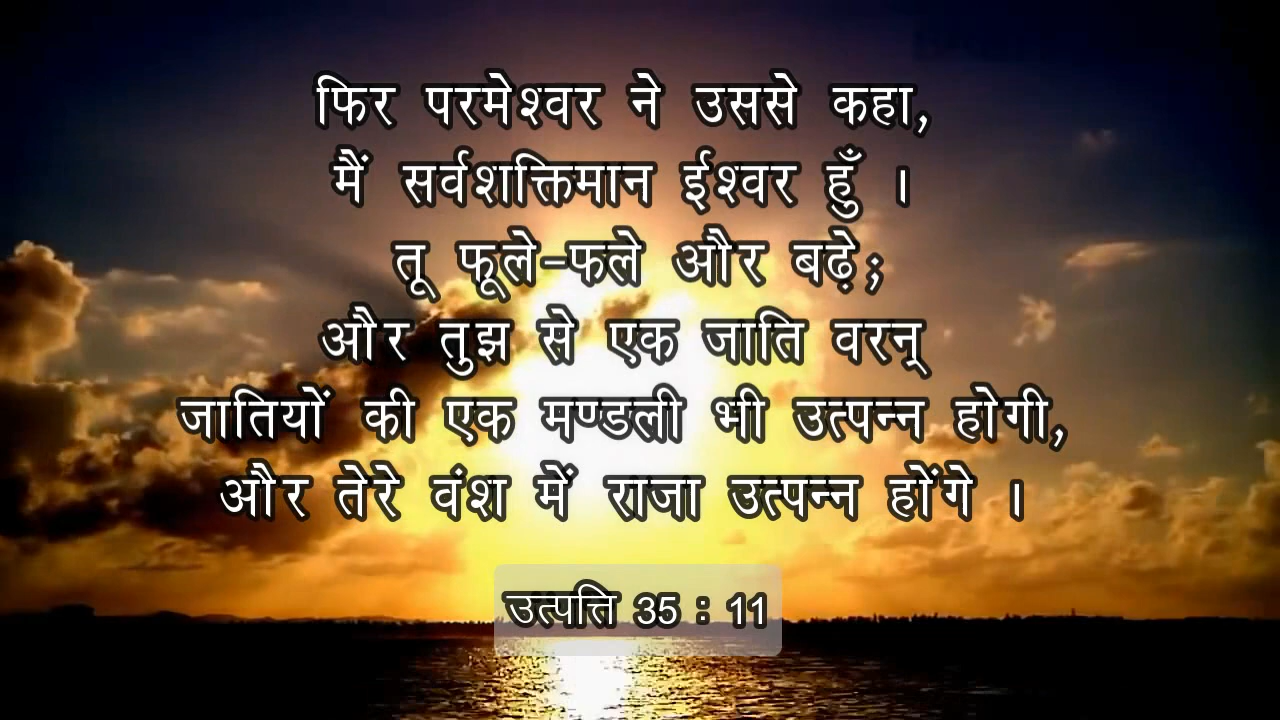 फिर परमेश्वर ने उससे कहा,
मैं सर्वशक्तिमान ईश्वर हुँ ।
तू फूले-फले और बढ़े;
और तुझ से एक जाति वरन्
जातियों की एक मण्डली भी उत्पन्न होगी,
और तेरे वंश में राजा उत्पन्न होंगे ।
उत्पत्ति 35 : 11